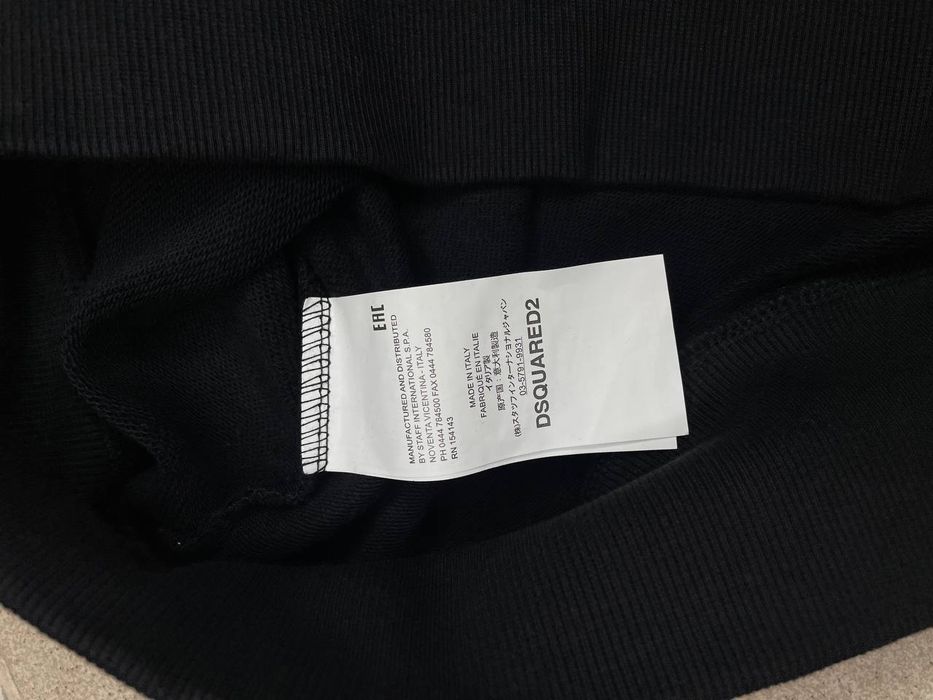 DSQUARED2
03-5791-9931
(株)スタッフインターナショナルジャパン
原产国：意大利製造
イタリア製
FABRIQUÉ EN ITALIE
MADE IN ITALY
EAC
MANUFACTURED AND DISTRIBUTED
BY STAFF INTERNATIONAL S.P.A.
NOVENTA VICENTINA - ITALY
PH 0444 784500 FAX 0444 784580
RN 154143